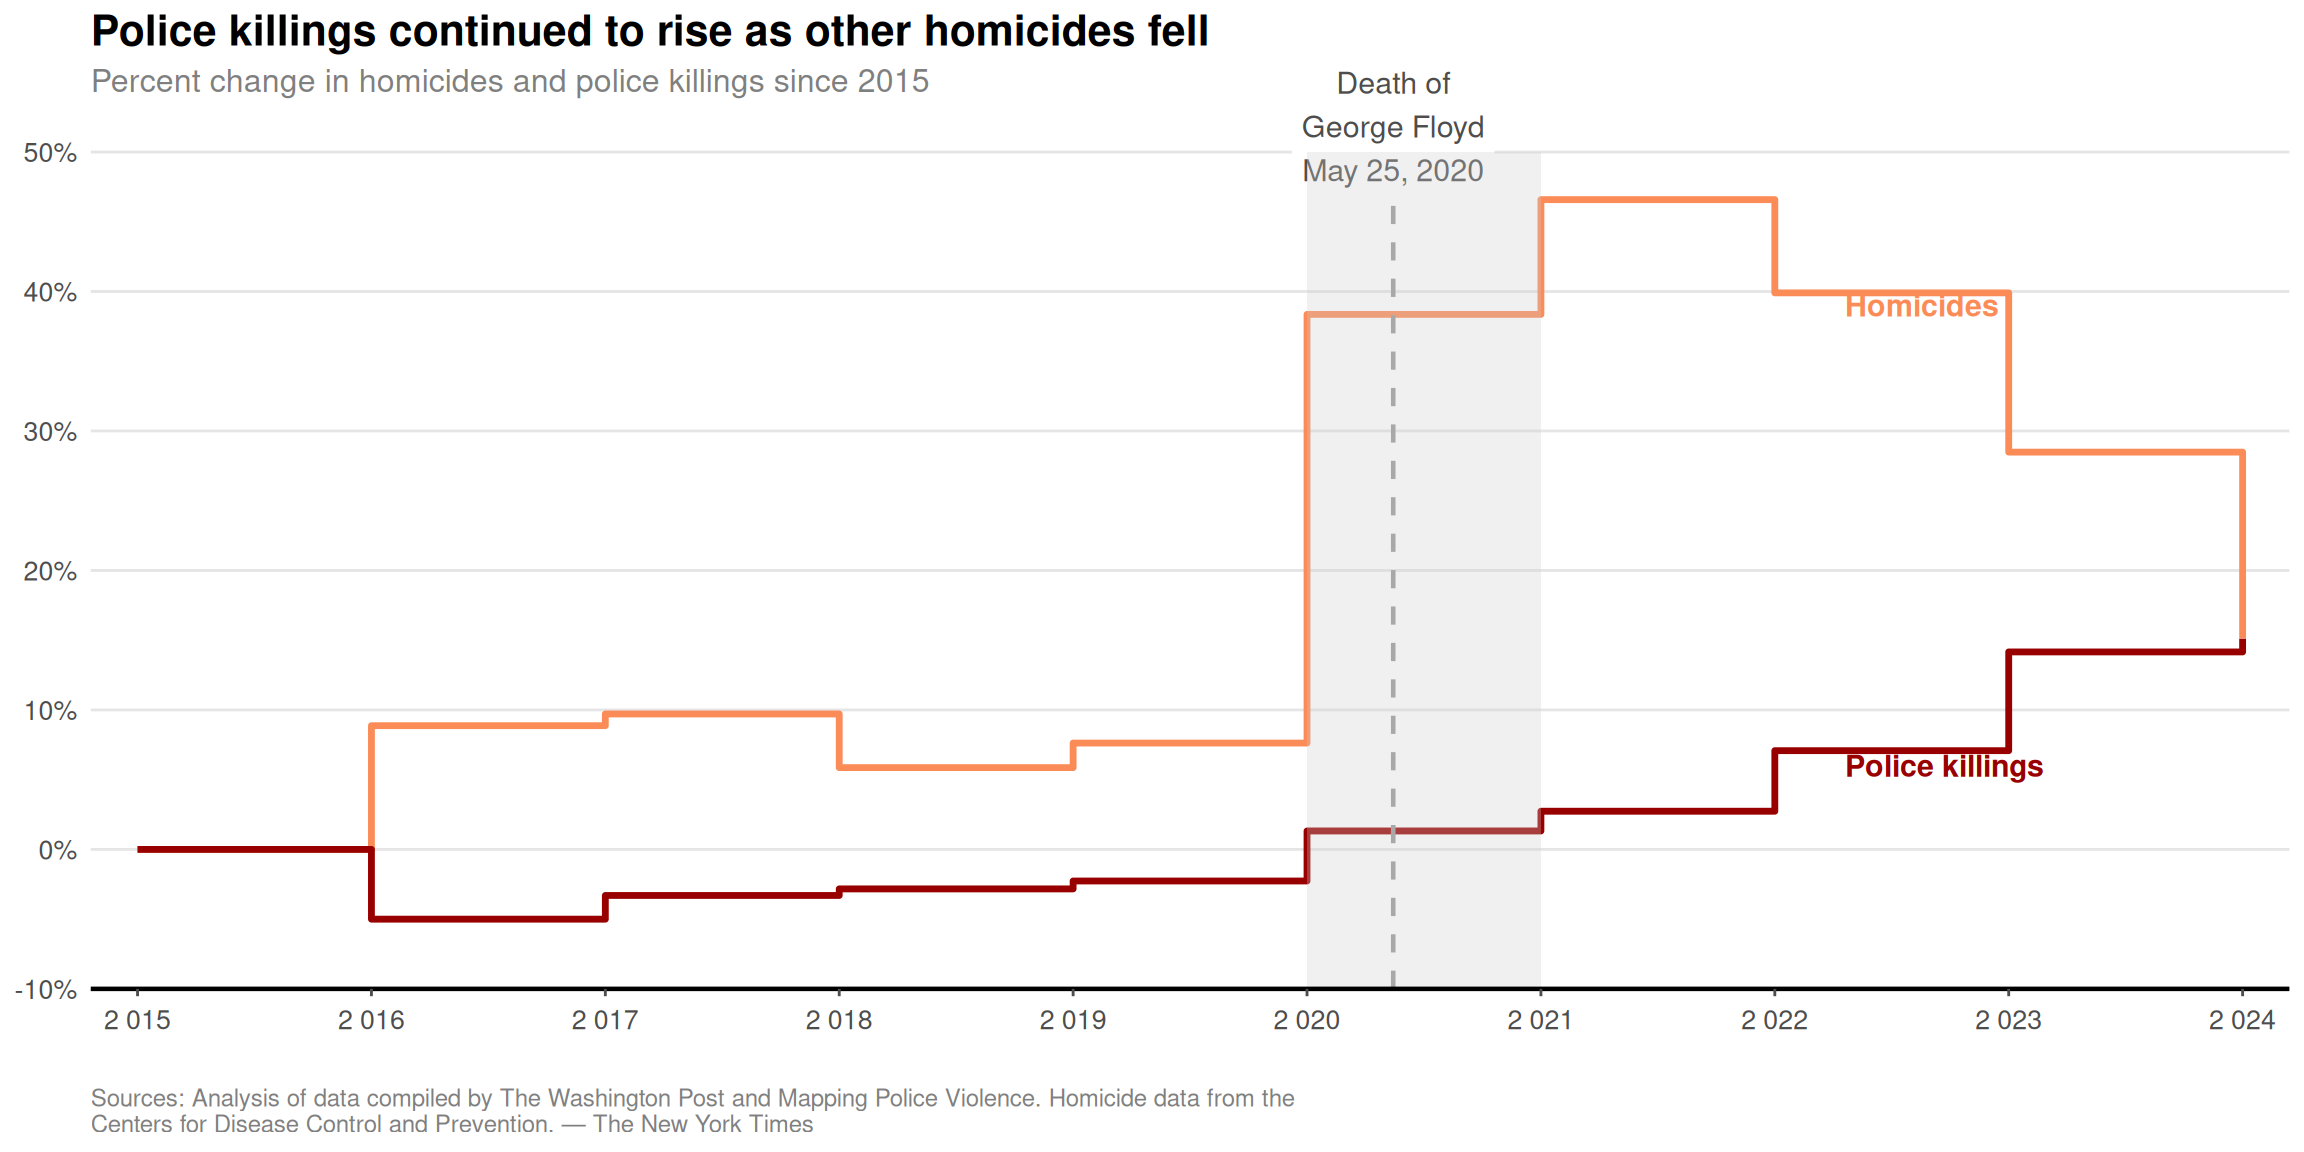 Police killings continued to rise as other homicides fell
Percent change in homicides and police killings since 2015
Death of
George Floyd
May 25, 2020
50%
40%
30%
20%
10%
0%
-10%
Homicides
Police killings
2 015
2 016
2 017
2 018
2 019
2 020
2 021
2 022
2 023
2 024
Sources: Analysis of data compiled by The Washington Post and Mapping Police Violence. Homicide data from the
Centers for Disease Control and Prevention. — The New York Times